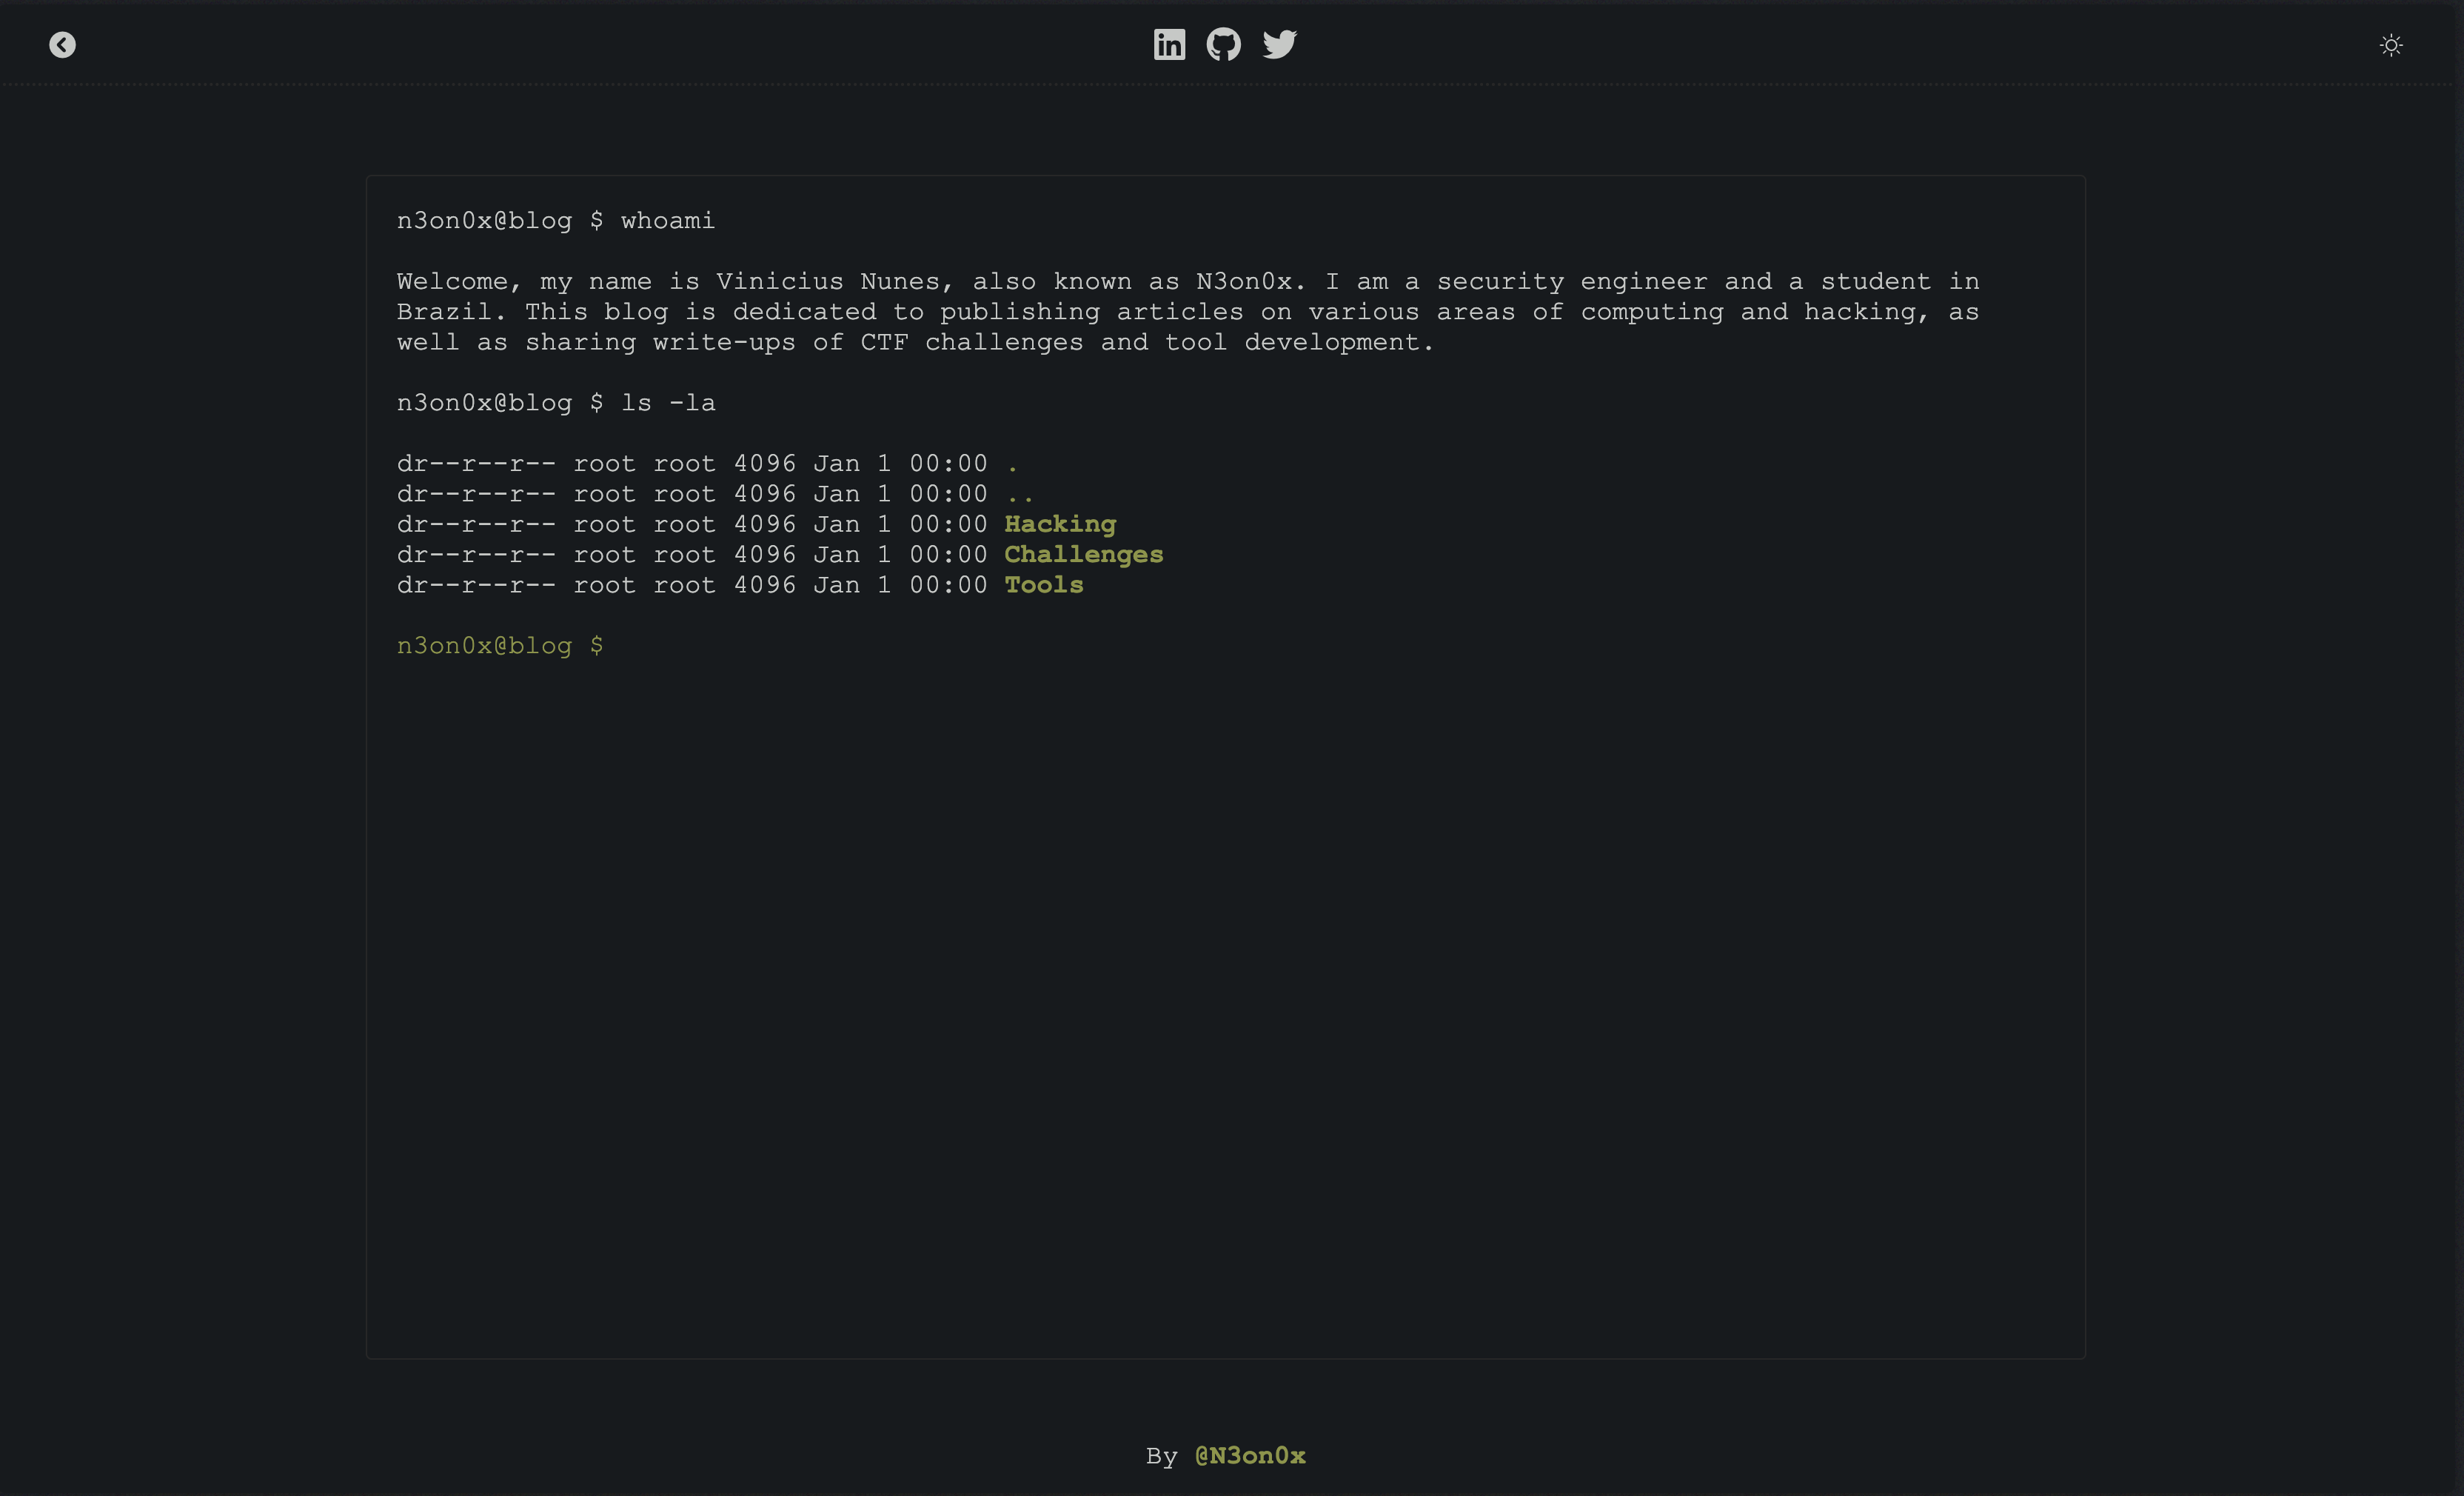 in
n3on0x@blog $ whoami
Welcome, my name is Vinicius Nunes, also known as N3on0x. I am a security engineer and a student in
Brazil. This blog is dedicated to publishing articles on various areas of computing and hacking, as
well as sharing write-ups of CTF challenges and tool development.
n3on0x@blog $ ls -la
dr--r--r-- root root 4096 Jan 1 00:00 .
dr--r--r-- root root 4096 Jan 1 00:00 ..
dr--r--r-- root root 4096 Jan 1 00:00 Hacking
dr--r--r-- root root 4096 Jan 1 00:00 Challenges
dr--r--r-- root root 4096 Jan 1 00:00 Tools
n3on0x@blog $
By @N3on0x